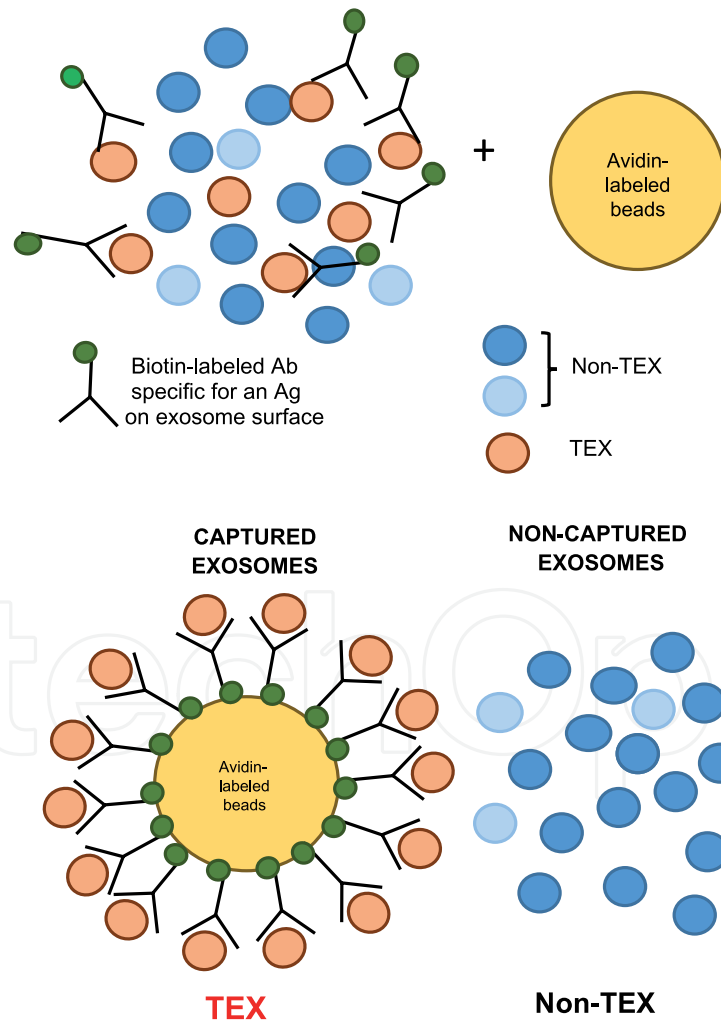 +
Avidin-
labeled
beads
Biotin-labeled Ab
specific for an Ag
on exosome surface
Non-TEX
TEX
CAPTURED
EXOSOMES
NON-CAPTURED
EXOSOMES
techOp
Avidin-
labeled
beads
TEX
Non-TEX